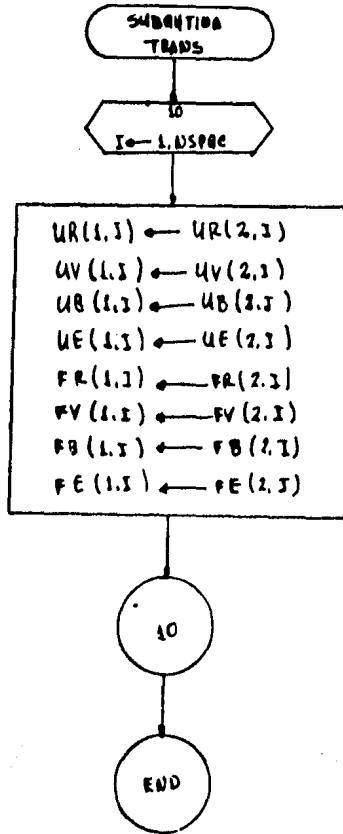 SUBRUTINA
TRANS
10
I ← 1, NSPAC
UR(1,I) ← UR(2,I)
UV(1,I) ← UV(2,I)
UB(1,I) ← UB(2,I)
UE(1,I) ← UE(2,I)
FR(1,I) ← FR(2,I)
FV(1,I) ← FV(2,I)
FB(1,I) ← FB(2,I)
FE(1,I) ← FE(2,I)
10
END